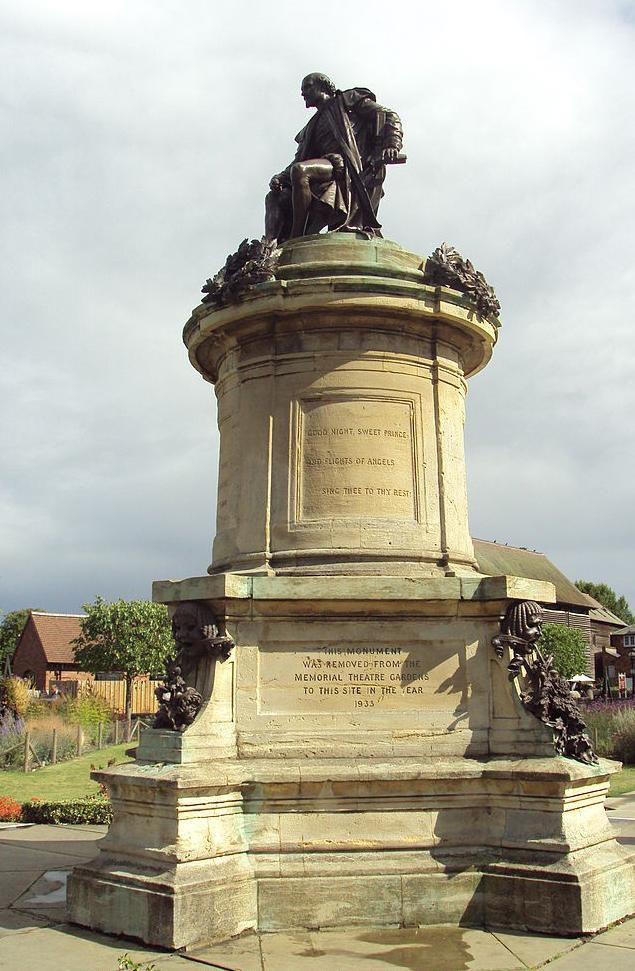 GOOD NIGHT, SWEET PRINCE,
AND FLIGHTS OF ANGELS
SING THEE TO THY REST!
THIS MONUMENT
WAS REMOVED FROM THE
MEMORIAL THEATRE GARDENS
TO THIS SITE IN THE YEAR
1933